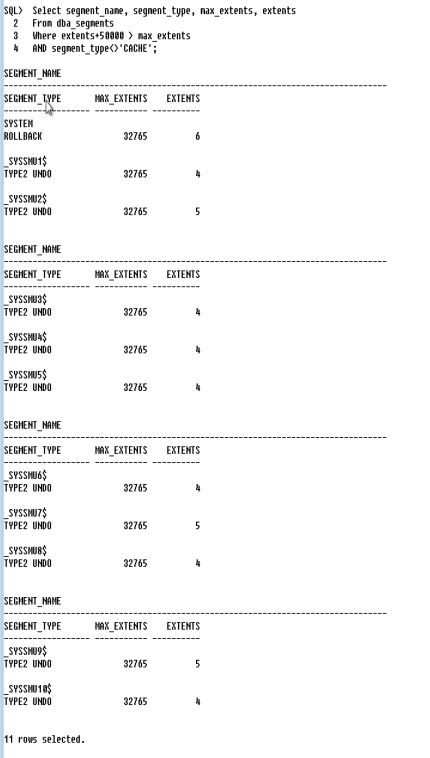 SQL> Select segment_name, segment_type, max_extents, extents
2 From dba_segments
3 Where extents+50000 > max_extents
4 AND segment_type<>'CACHE';
SEGMENT_NAME
--------------------------------------------------------------------------------
SEGMENT_TYPE MAX_EXTENTS EXTENTS
------------------ ----------- ----------
SYSTEM
ROLLBACK 32765 6
_SYSSMU1$
TYPE2 UNDO 32765 4
_SYSSMU2$
TYPE2 UNDO 32765 5
SEGMENT_NAME
--------------------------------------------------------------------------------
SEGMENT_TYPE MAX_EXTENTS EXTENTS
------------------ ----------- ----------
_SYSSMU3$
TYPE2 UNDO 32765 4
_SYSSMU4$
TYPE2 UNDO 32765 4
_SYSSMU5$
TYPE2 UNDO 32765 4
SEGMENT_NAME
--------------------------------------------------------------------------------
SEGMENT_TYPE MAX_EXTENTS EXTENTS
------------------ ----------- ----------
_SYSSMU6$
TYPE2 UNDO 32765 4
_SYSSMU7$
TYPE2 UNDO 32765 5
_SYSSMU8$
TYPE2 UNDO 32765 4
SEGMENT_NAME
--------------------------------------------------------------------------------
SEGMENT_TYPE MAX_EXTENTS EXTENTS
------------------ ----------- ----------
_SYSSMU9$
TYPE2 UNDO 32765 5
_SYSSMU10$
TYPE2 UNDO 32765 4
11 rows selected.